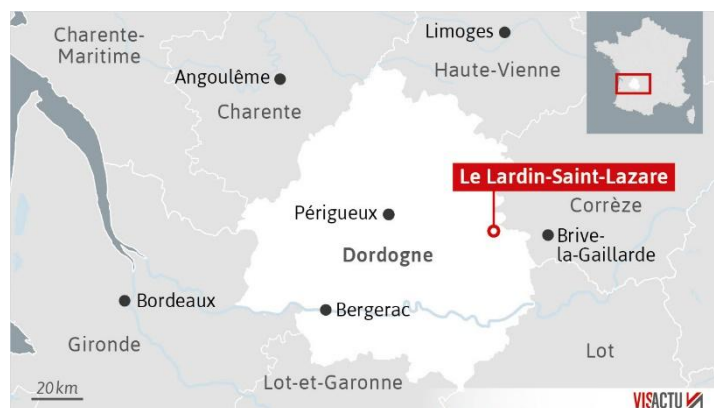 Charente-
Maritime
Limoges
Angoulême
Haute-Vienne
Charente
Le Lardin-Saint-Lazare
Corrèze
Périgueux
Brive-
la-Gaillarde
Dordogne
Bordeaux
Bergerac
Gironde
Lot
Lot-et-Garonne
20 km
VISACTU